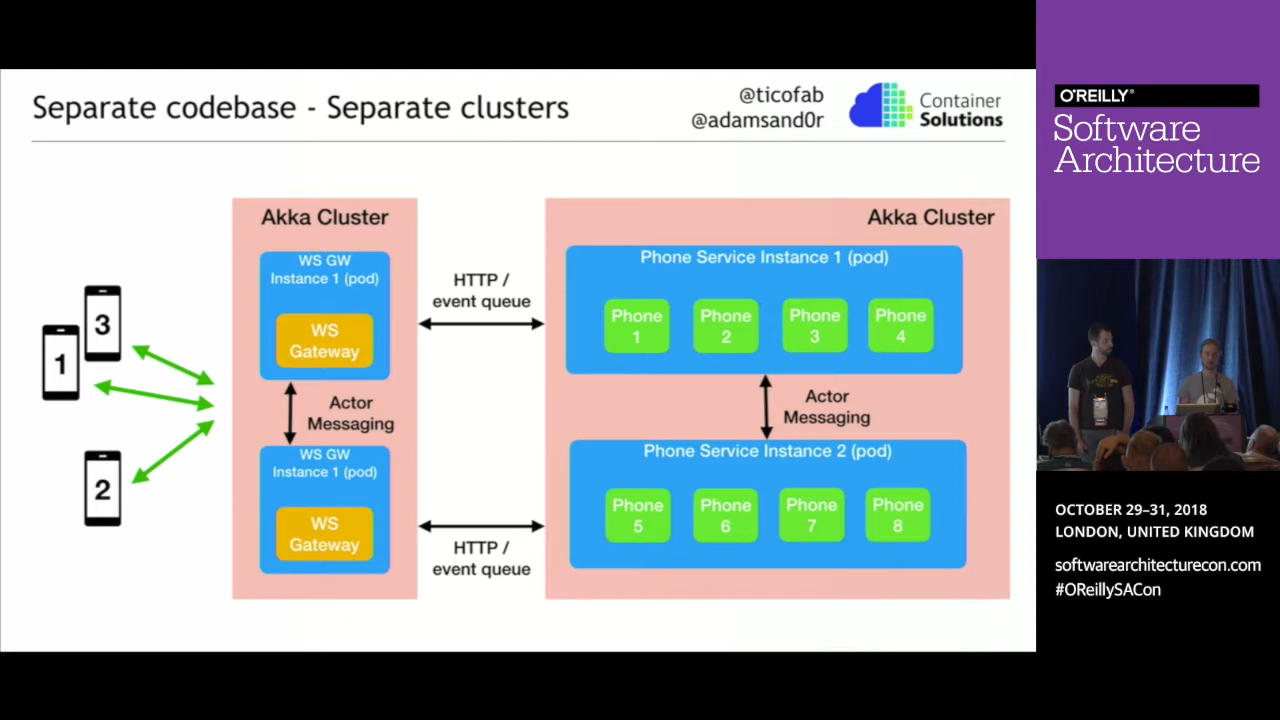 Separate codebase - Separate clusters
@ticofab
@adamsand0r
Container
Solutions
Akka Cluster
WS GW
Instance 1 (pod)
WS
Gateway
Actor
Messaging
WS GW
Instance 1 (pod)
WS
Gateway
HTTP /
event queue
HTTP /
event queue
Akka Cluster
Phone Service Instance 1 (pod)
Phone
1
Phone
2
Phone
3
Phone
4
Actor
Messaging
Phone Service Instance 2 (pod)
Phone
5
Phone
6
Phone
7
Phone
8
3
1
2
O'REILLY®
Software
Architecture
OCTOBER 29–31, 2018
LONDON, UNITED KINGDOM
softwarearchitecturecon.com
#OReillySACon